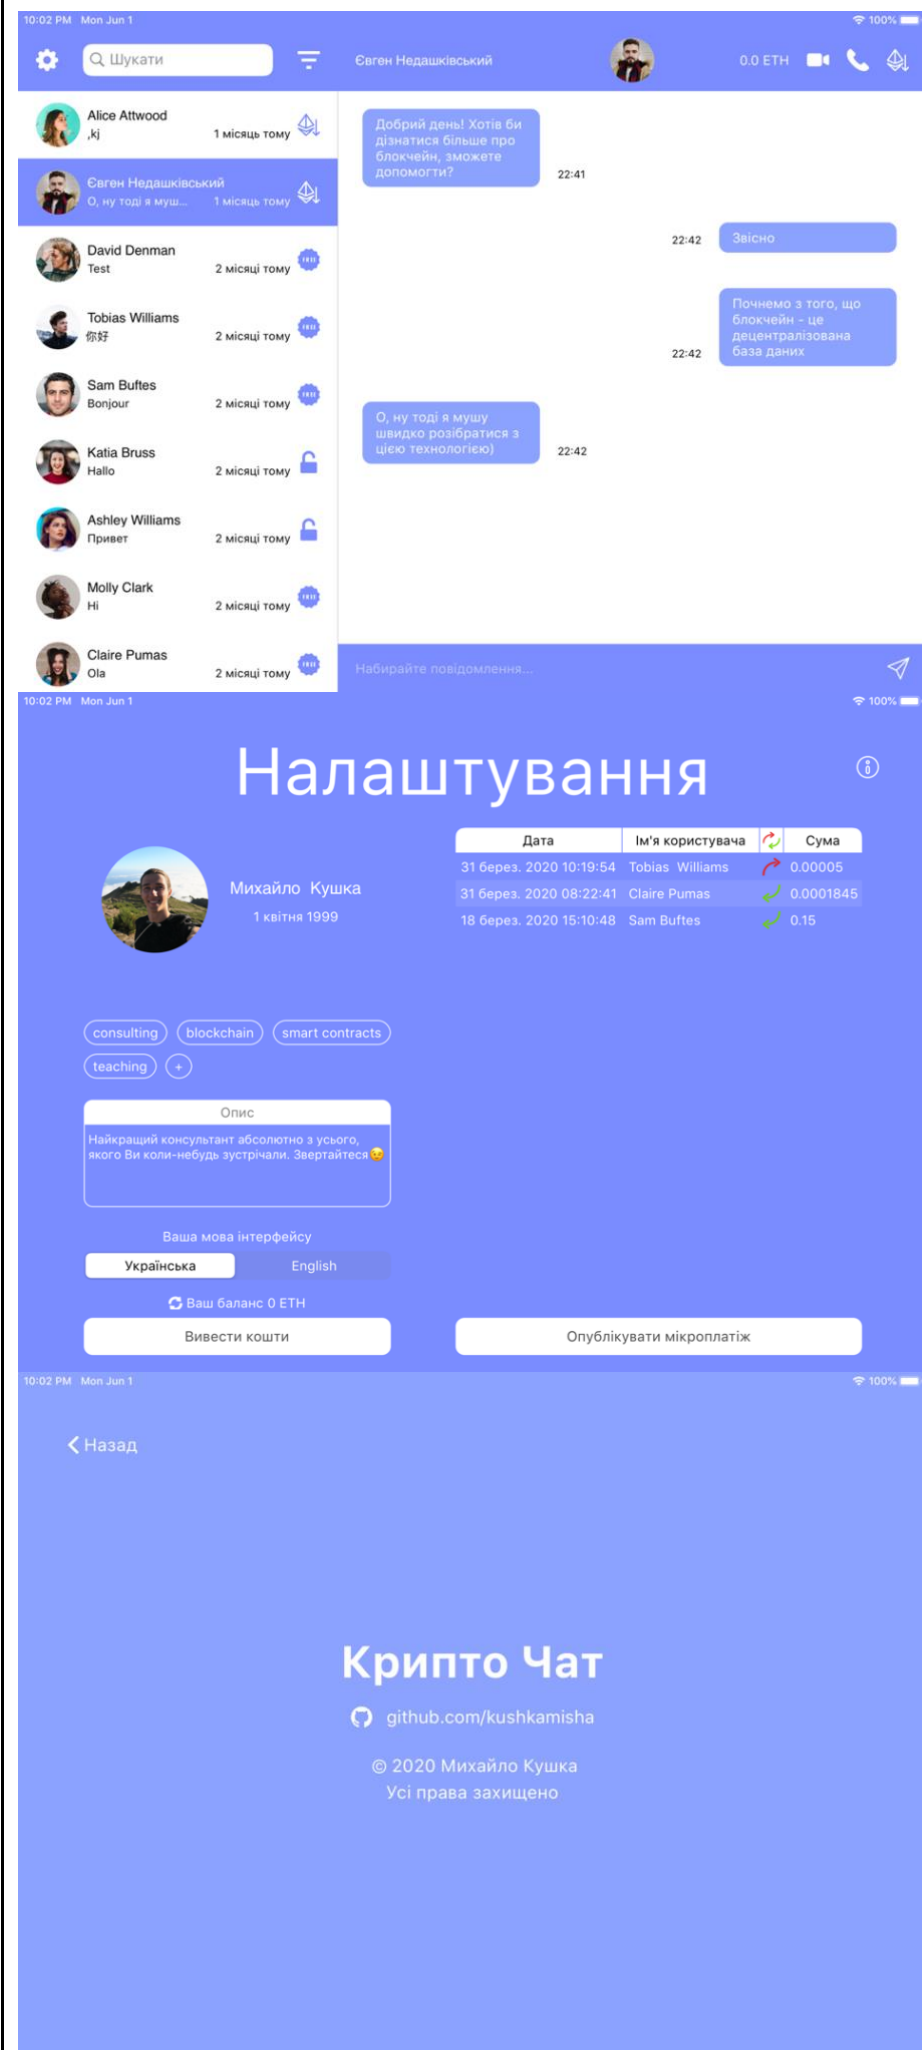 10:02 PM Mon Jun 1
100%
Шукати
Євген Недашківський
0.0 ETH
Alice Attwood
,kj
1 місяць тому
Євген Недашківський
О, ну тоді я муш...
1 місяць тому
David Denman
Test
2 місяці тому
FREE
Tobias Williams
你好
2 місяці тому
FREE
Sam Buftes
Bonjour
2 місяці тому
FREE
Katia Bruss
Hallo
2 місяці тому
Ashley Williams
Привет
2 місяці тому
Molly Clark
Hi
2 місяці тому
FREE
Claire Pumas
Ola
2 місяці тому
FREE
Добрий день! Хотів би
дізнатися більше про
блокчейн, зможете
допомогти?
22:41
22:42
Звісно
Почнемо з того, що
блокчейн - це
децентралізована
база даних
22:42
О, ну тоді я мушу
швидко розібратися з
цією технологією)
22:42
Набирайте повідомлення...
10:02 PM Mon Jun 1
100%
Налаштування
Михайло Кушка
1 квітня 1999
Дата Ім'я користувача Сума
31 берез. 2020 10:19:54 Tobias Williams 0.00005
31 берез. 2020 08:22:41 Claire Pumas 0.0001845
18 берез. 2020 15:10:48 Sam Buftes 0.15
consulting blockchain smart contracts
teaching +
Опис
Найкращий консультант абсолютно з усього,
якого Ви коли-небудь зустрічали. Звертайтеся😉
Ваша мова інтерфейсу
Українська English
Ваш баланс 0 ETH
Вивести кошти
Опублікувати мікроплатіж
10:02 PM Mon Jun 1
100%
Назад
Крипто Чат
github.com/kushkamisha
© 2020 Михайло Кушка
Усі права захищено